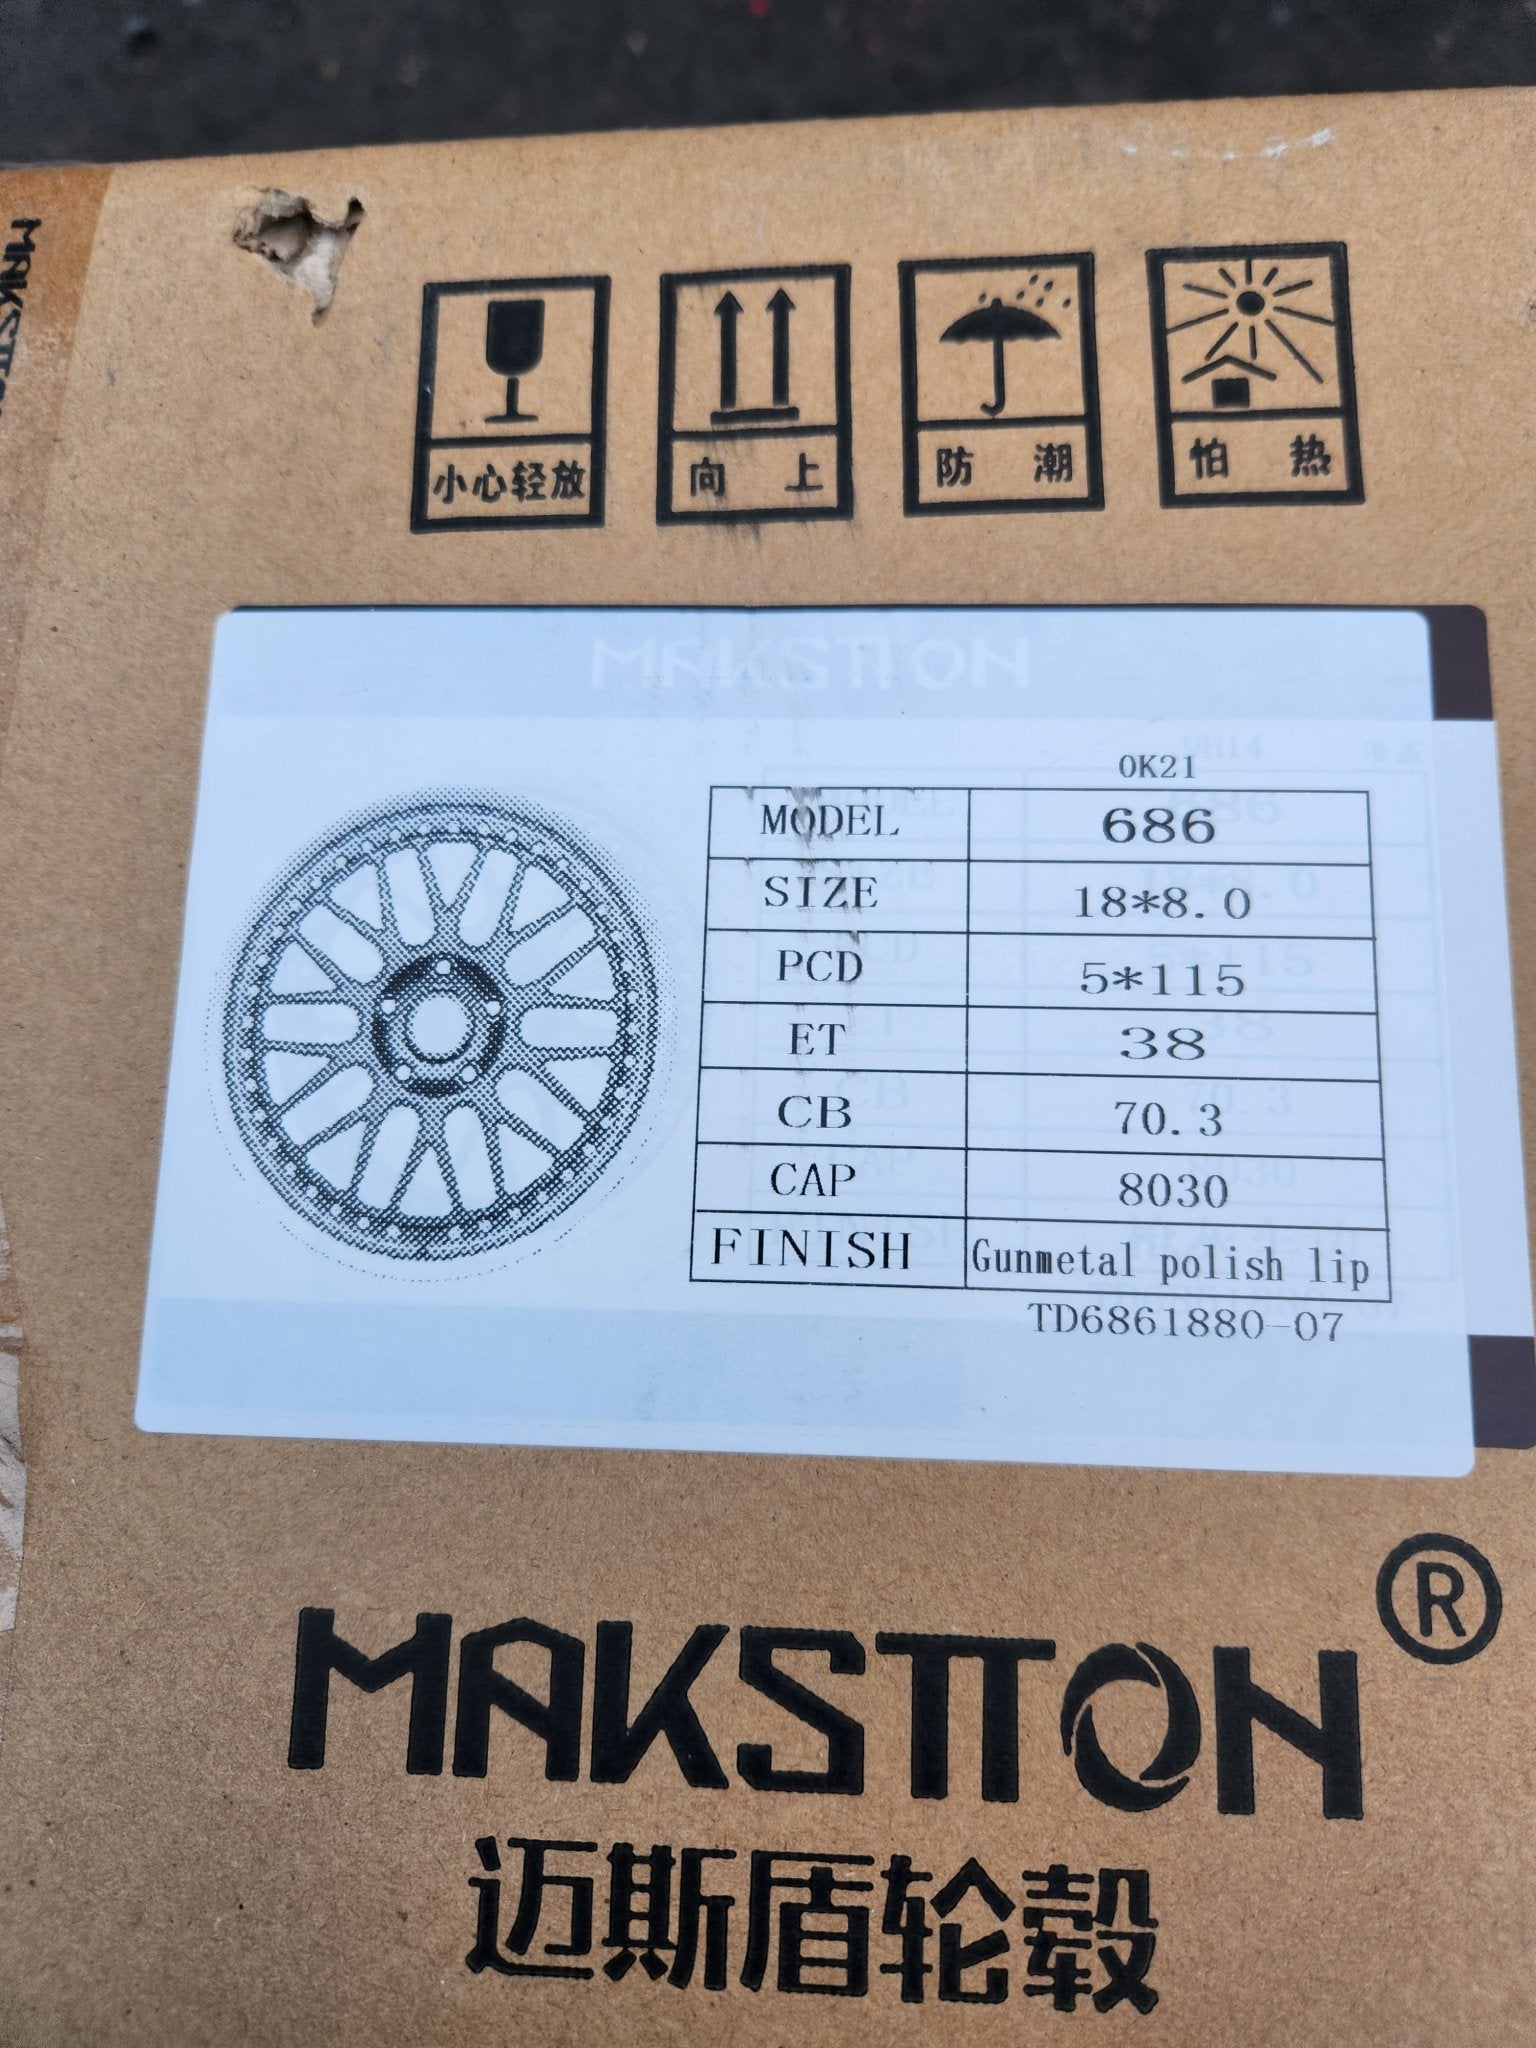 小心轻放
向上
防潮
怕热
MAKSTTON
OK21
MODEL 686
SIZE 18*8.0
PCD 5*115
ET 38
CB 70.3
CAP 8030
FINISH Gunmetal polish lip
TD6861880-07
MAKSTTON ®
迈斯盾轮毂